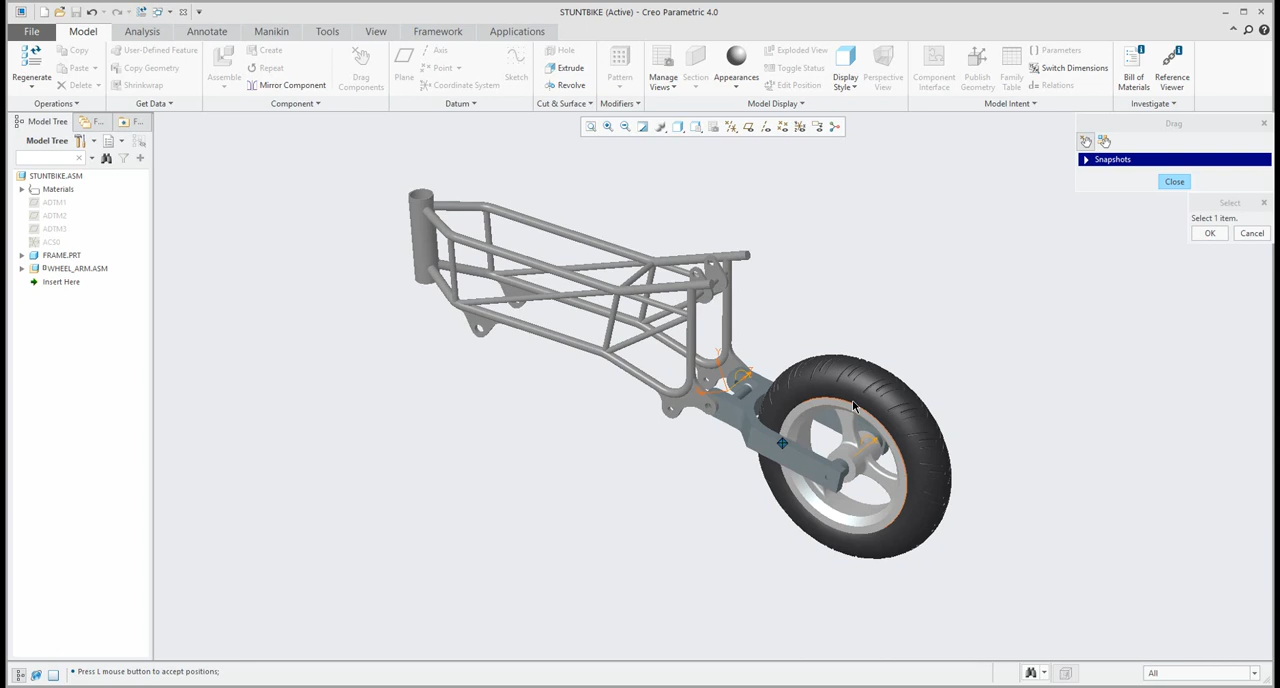 STUNTBIKE (Active) - Creo Parametric 4.0
File Model Analysis Annotate Manikin Tools View Framework Applications
Regenerate
Copy
Paste
Delete
Operations
User-Defined Feature
Copy Geometry
Shrinkwrap
Get Data
Assemble
Create
Repeat
Mirror Component
Drag Components
Component
Plane
Axis
Point
Coordinate System
Sketch
Datum
Hole
Extrude
Revolve
Cut & Surface
Pattern
Modifiers
Manage Views
Section
Appearances
Exploded View
Toggle Status
Edit Position
Display Style
Perspective View
Model Display
Component Interface
Publish Geometry
Family Table
Parameters
Switch Dimensions
Relations
Model Intent
Bill of Materials
Reference Viewer
Investigate
Model Tree F... F...
Model Tree
STUNTBIKE.ASM
Materials
ADTM1
ADTM2
ADTM3
ACS0
FRAME.PRT
WHEEL_ARM.ASM
Insert Here
Drag
Snapshots
Close
Select
Select 1 item.
OK Cancel
Y
Press L mouse button to accept positions;
All